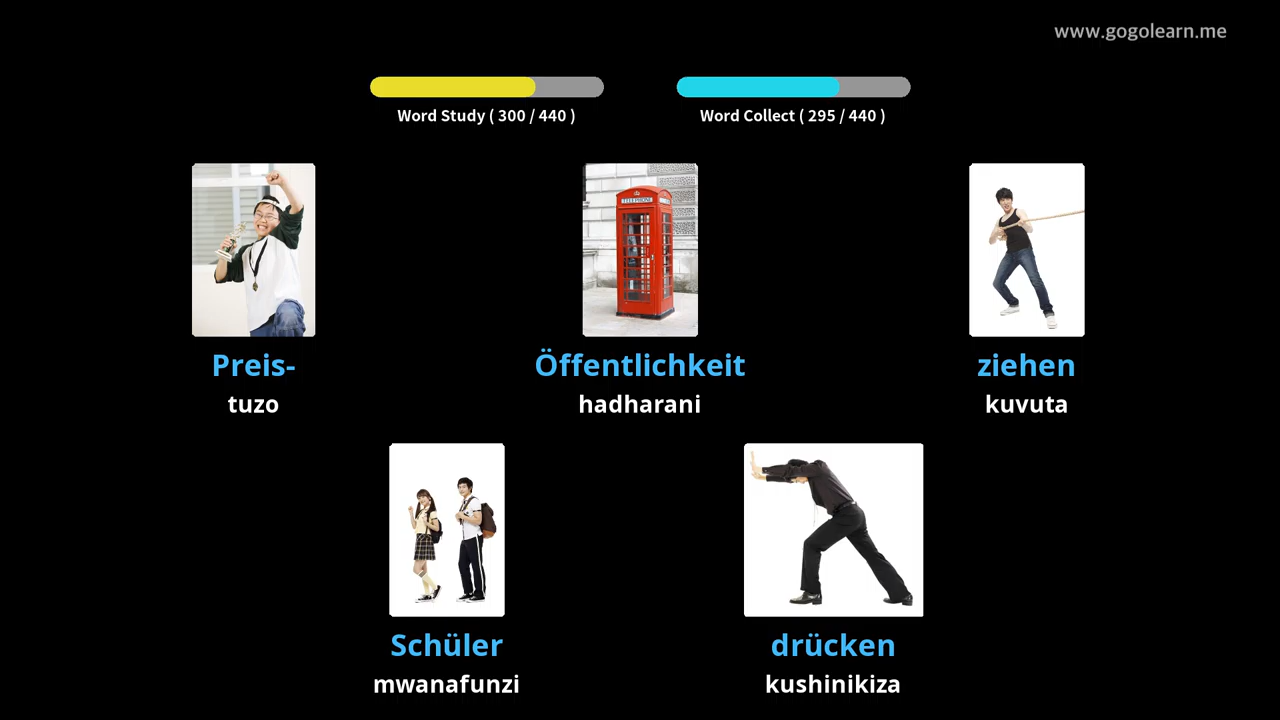 www.gogolearn.me
Word Study ( 300 / 440 )
Word Collect ( 295 / 440 )
TELEPHONE
Preis-
tuzo
Öffentlichkeit
hadharani
ziehen
kuvuta
Schüler
mwanafunzi
drücken
kushinikiza